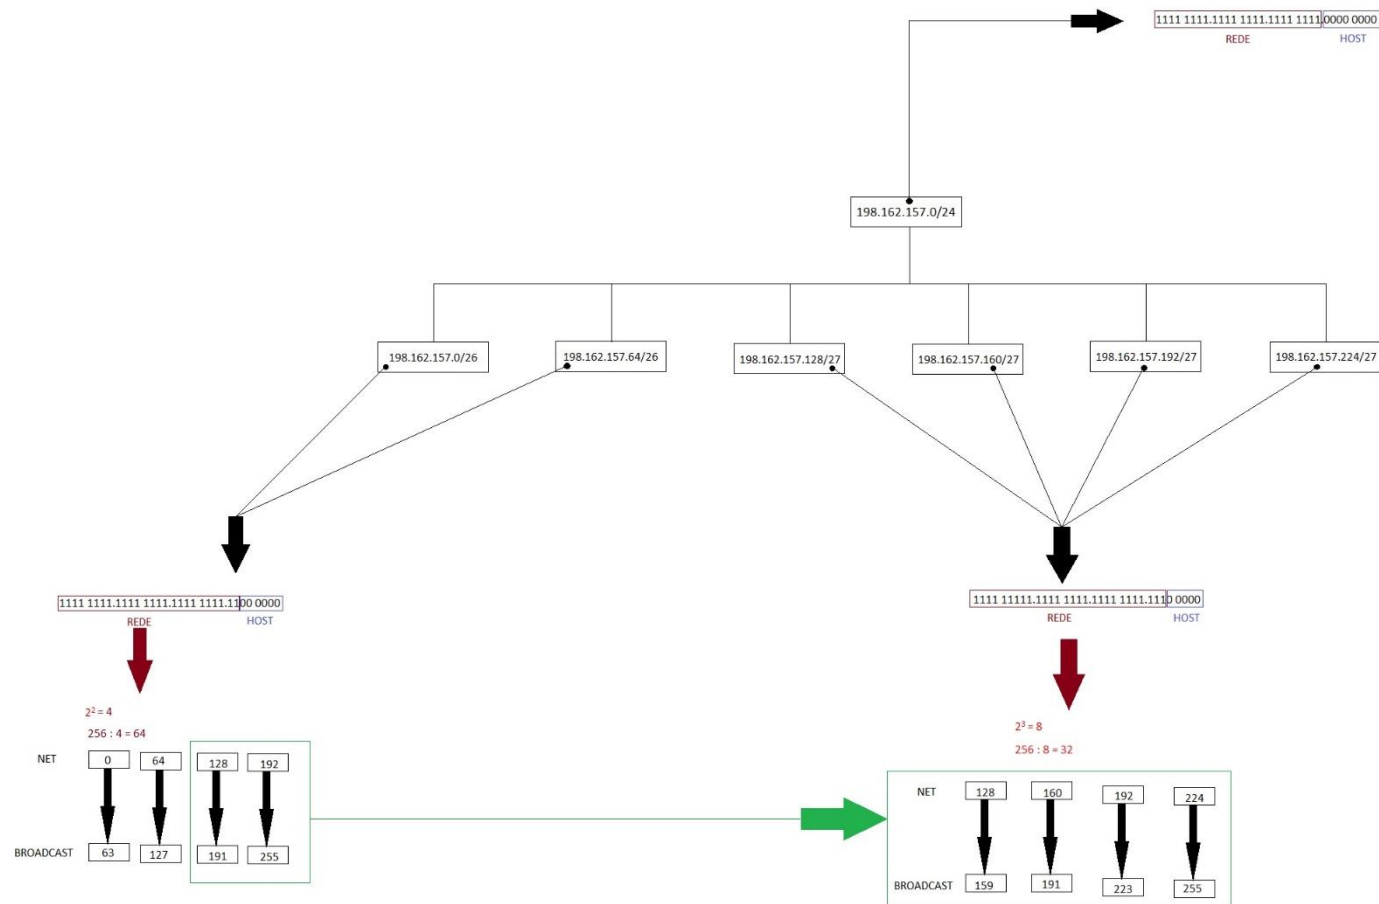 1111 1111.1111 1111.1111 1111.0000 0000
REDE HOST
198.162.157.0/24
198.162.157.0/26 198.162.157.64/26 198.162.157.128/27 198.162.157.160/27 198.162.157.192/27 198.162.157.224/27
1111 1111.1111 1111.1111 1111.1100 0000
REDE HOST
2² = 4
256 : 4 = 64
NET 0 64 128 192
BROADCAST 63 127 191 255
1111 11111.1111 1111.1111 1111.1110 0000
REDE HOST
2³ = 8
256 : 8 = 32
NET 128 160 192 224
BROADCAST 159 191 223 255